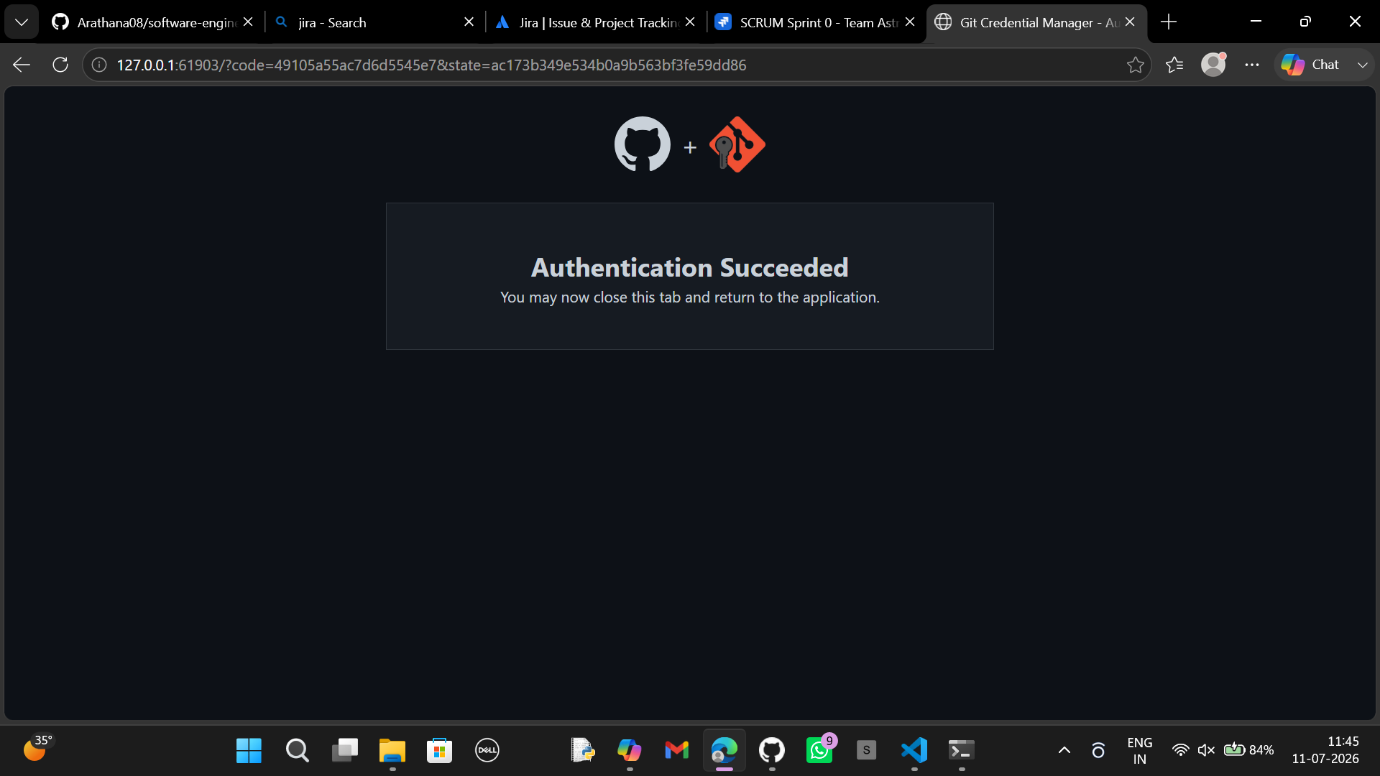 Arathana08/software-engin
jira - Search
Jira | Issue & Project Trackin
SCRUM Sprint 0 - Team Ast
Git Credential Manager - Au
127.0.0.1:61903/?code=49105a55ac7d6d5545e7&state=ac173b349e534b0a9b563bf3fe59dd86
Chat
+
Authentication Succeeded
You may now close this tab and return to the application.
35°
DELL
9
S
ENG
IN
84%
11:45
11-07-2026